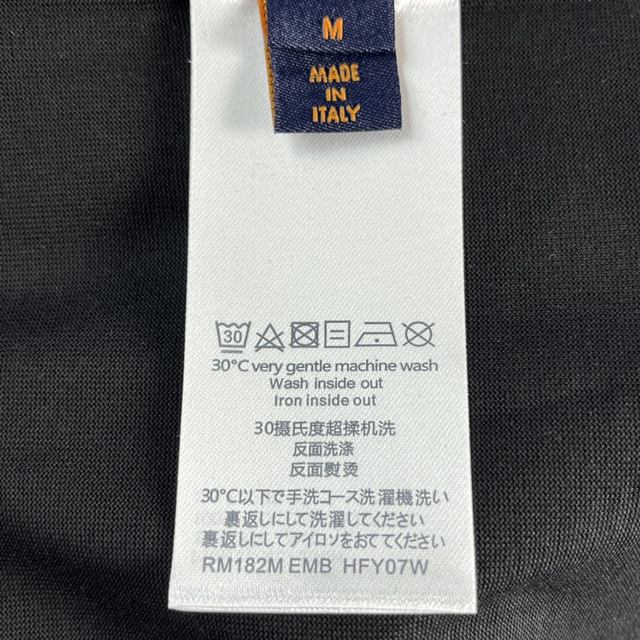 M
MADE
IN
ITALY
30
30°C very gentle machine wash
Wash inside out
Iron inside out
30摄氏度超揉机洗
反面洗涤
反面熨烫
30℃以下で手洗コース洗濯機洗い
裏返しにして洗濯してください
裏返しにしてアイロソをおててください
RM182M EMB HFY07W